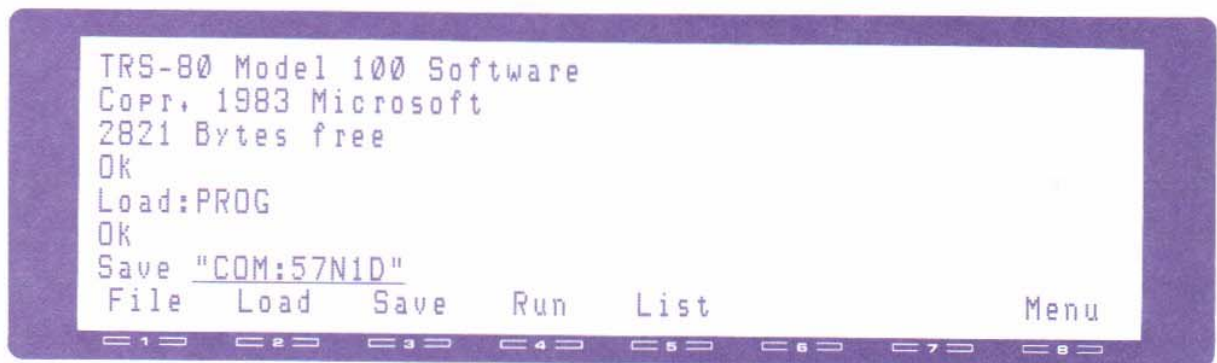 TRS-80 Model 100 Software
Copr. 1983 Microsoft
2821 Bytes free
Ok
Load:PROG
Ok
Save "COM:57N1D"
File Load Save Run List Menu
1 2 3 4 5 6 7 8